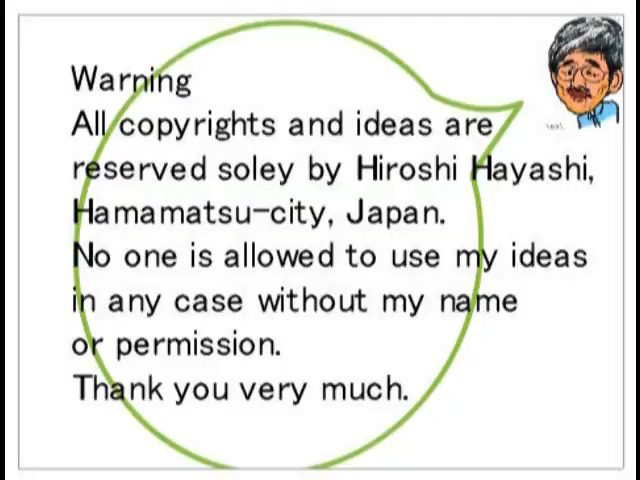 Warning
All copyrights and ideas are
reserved soley by Hiroshi Hayashi,
Hamamatsu-city, Japan.
No one is allowed to use my ideas
in any case without my name
or permission.
Thank you very much.